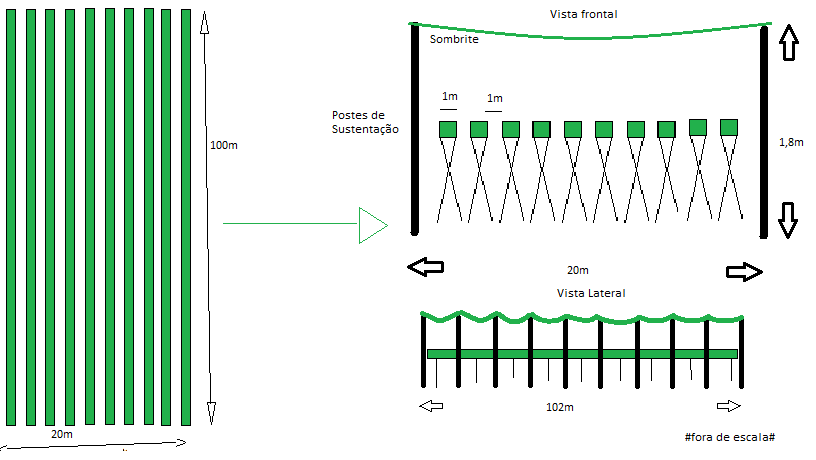 Vista frontal
Sombrite
1m
1m
Postes de
Sustentação
100m
1,8m
20m
Vista Lateral
102m
20m
#fora de escala#